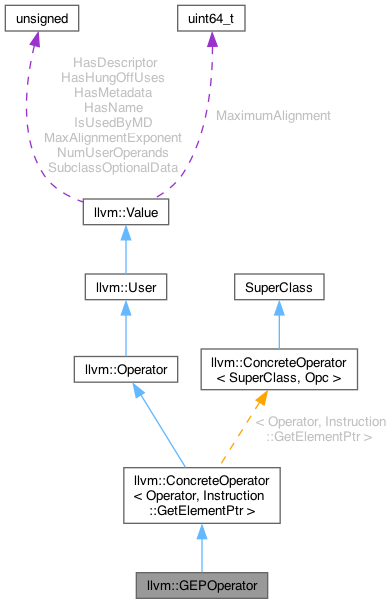 unsigned
uint64_t
HasDescriptor
HasHungOffUses
HasMetadata
HasName
IsUsedByMD
MaxAlignmentExponent
NumUserOperands
SubclassOptionalData
MaximumAlignment
llvm::Value
llvm::User
SuperClass
llvm::Operator
llvm::ConcreteOperator
< SuperClass, Opc >
< Operator, Instruction
::GetElementPtr >
llvm::ConcreteOperator
< Operator, Instruction
::GetElementPtr >
llvm::GEPOperator